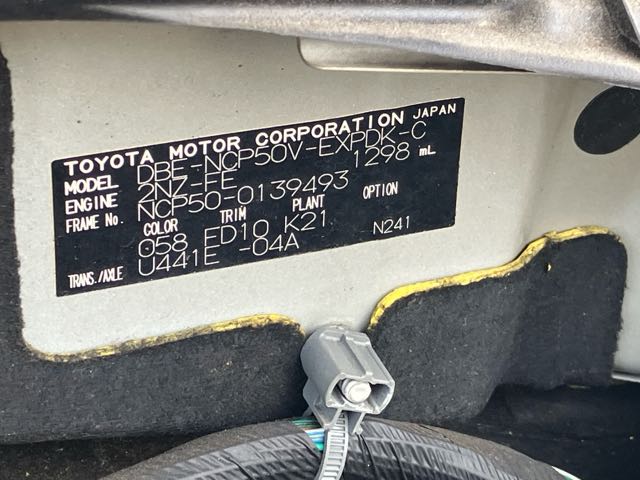 TOYOTA MOTOR CORPORATION JAPAN
MODEL DBE-NCP50V-EXPDK-C
ENGINE 2NZ-FE 1298 mL
FRAME No. NCP50-0139493
COLOR TRIM PLANT OPTION
058 FD10 K21 N241
TRANS./AXLE U441E -04A